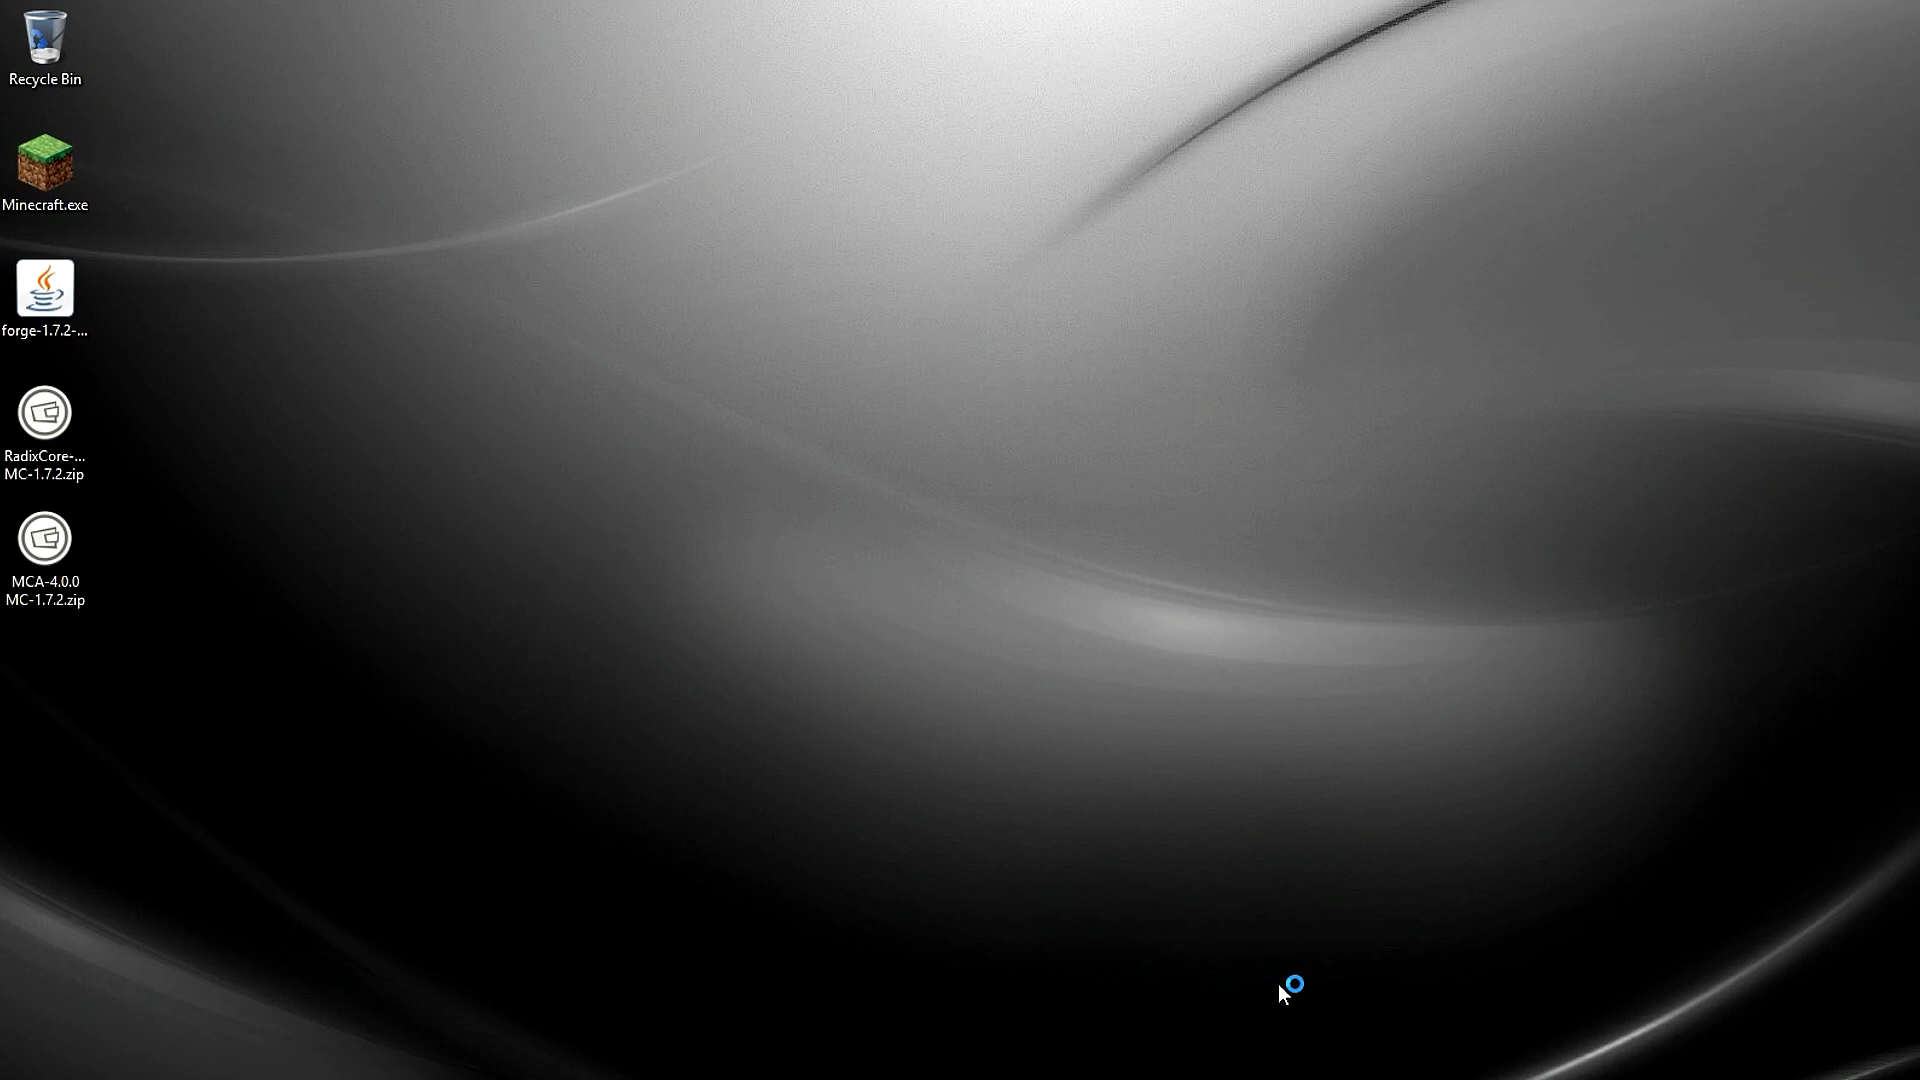 Recycle Bin
Minecraft.exe
forge-1.7.2-...
RadixCore-...
MC-1.7.2.zip
MCA-4.0.0
MC-1.7.2.zip